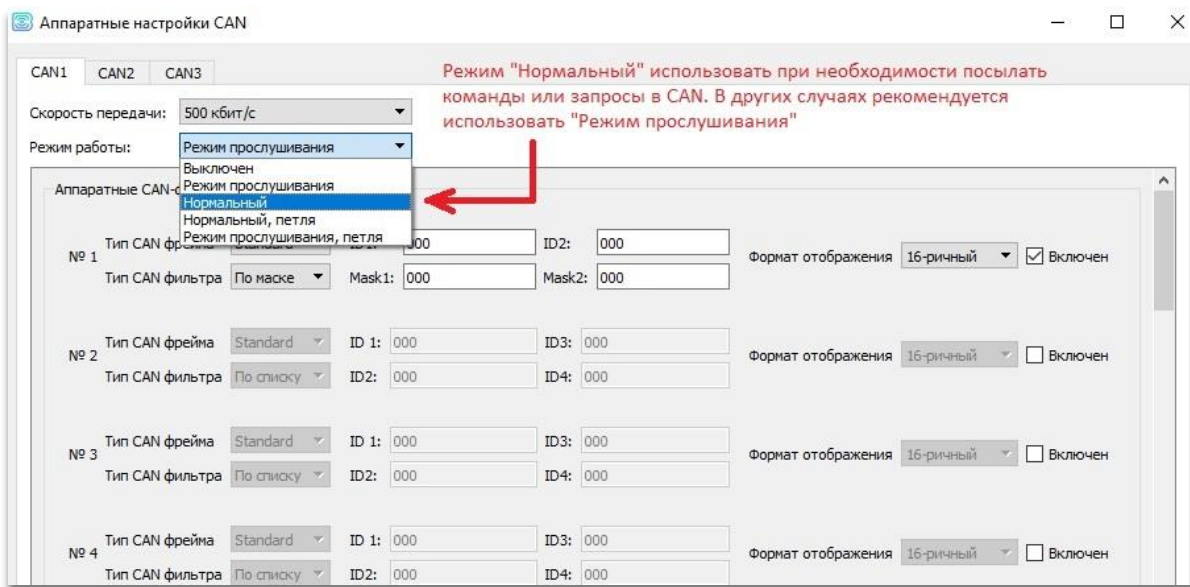 Аппаратные настройки CAN
CAN1 CAN2 CAN3
Режим "Нормальный" использовать при необходимости посылать
команды или запросы в CAN. В других случаях рекомендуется
использовать "Режим прослушивания"
Скорость передачи: 500 кбит/с
Режим работы: Режим прослушивания
Выключен
Режим прослушивания
Нормальный
Нормальный, петля
Режим прослушивания, петля
Аппаратные CAN-
№ 1
Тип CAN 000 ID2: 000
Тип CAN фильтра По маске Mask1: 000 Mask2: 000
Формат отображения 16-ричный Включен
№ 2
Тип CAN фрейма Standard ID 1: 000 ID3: 000
Тип CAN фильтра По списку ID2: 000 ID4: 000
Формат отображения 16-ричный Включен
№ 3
Тип CAN фрейма Standard ID 1: 000 ID3: 000
Тип CAN фильтра По списку ID2: 000 ID4: 000
Формат отображения 16-ричный Включен
№ 4
Тип CAN фрейма Standard ID 1: 000 ID3: 000
Тип CAN фильтра По списку ID2: 000 ID4: 000
Формат отображения 16-ричный Включен